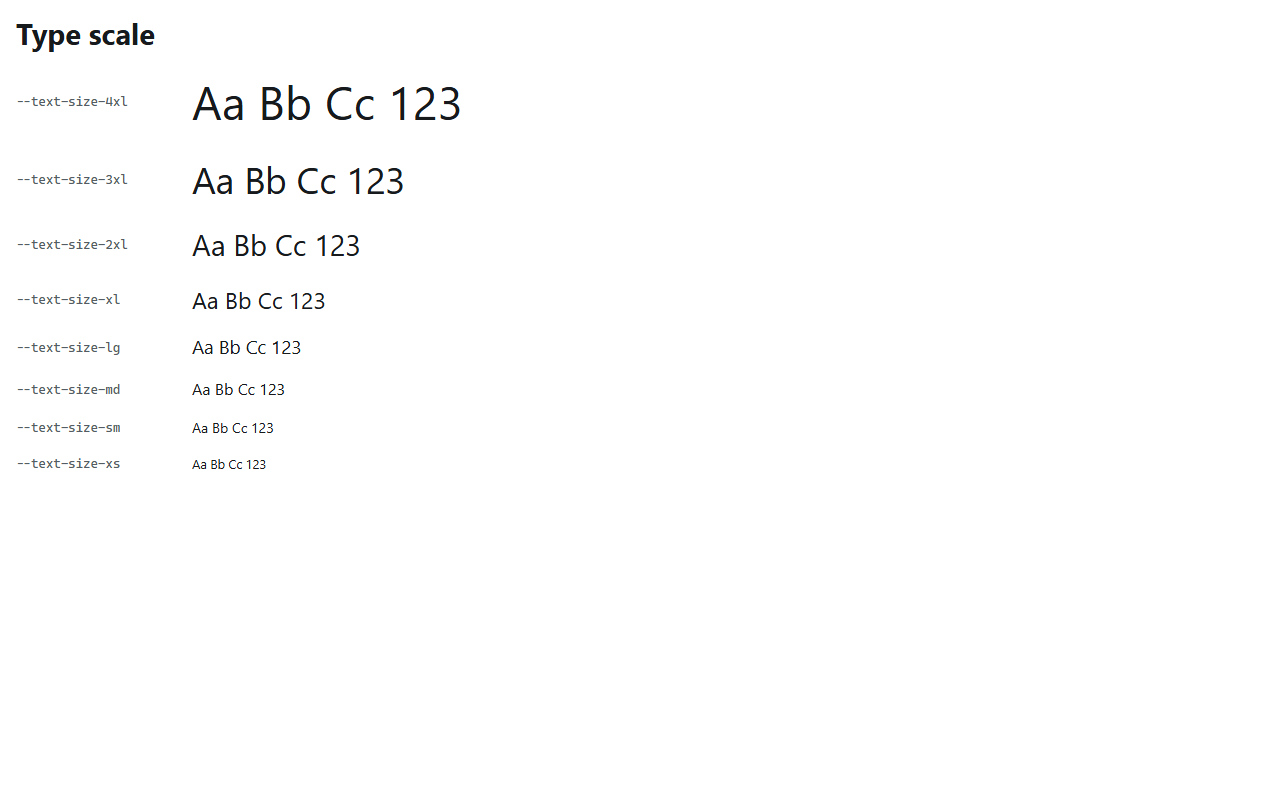 Type scale
--text-size-4xl Aa Bb Cc 123
--text-size-3xl Aa Bb Cc 123
--text-size-2xl Aa Bb Cc 123
--text-size-xl Aa Bb Cc 123
--text-size-lg Aa Bb Cc 123
--text-size-md Aa Bb Cc 123
--text-size-sm Aa Bb Cc 123
--text-size-xs Aa Bb Cc 123